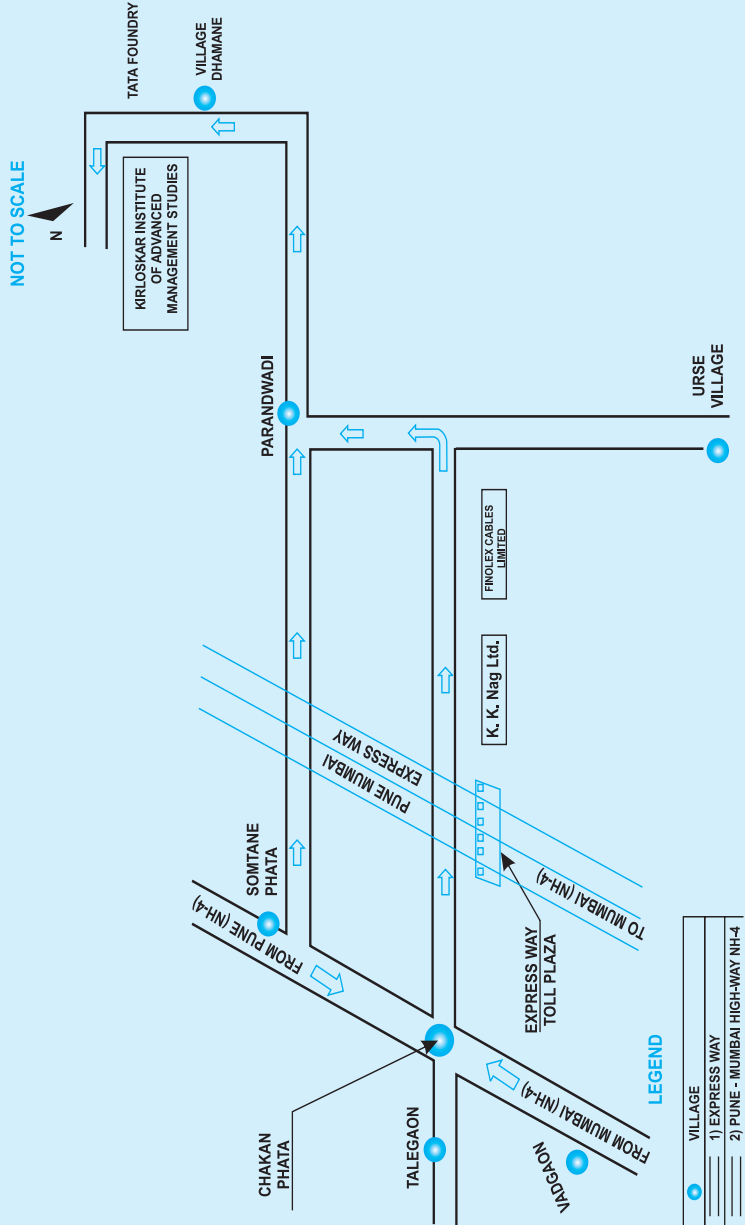 NOT TO SCALE
N
TATA FOUNDRY
VILLAGE
DHAMANE
KIRLOSKAR INSTITUTE
OF ADVANCED
MANAGEMENT STUDIES
PARANDWADI
URSE
VILLAGE
FINOLEX CABLES
LIMITED
K. K. Nag Ltd.
PUNE MUMBAI
EXPRESS WAY
TO MUMBAI (NH-4)
SOMTANE
PHATA
FROM PUNE (NH-4)
EXPRESS WAY
TOLL PLAZA
CHAKAN
PHATA
TALEGAON
VADGAON
FROM MUMBAI (NH-4)
LEGEND
VILLAGE
1) EXPRESS WAY
2) PUNE - MUMBAI HIGH-WAY NH-4